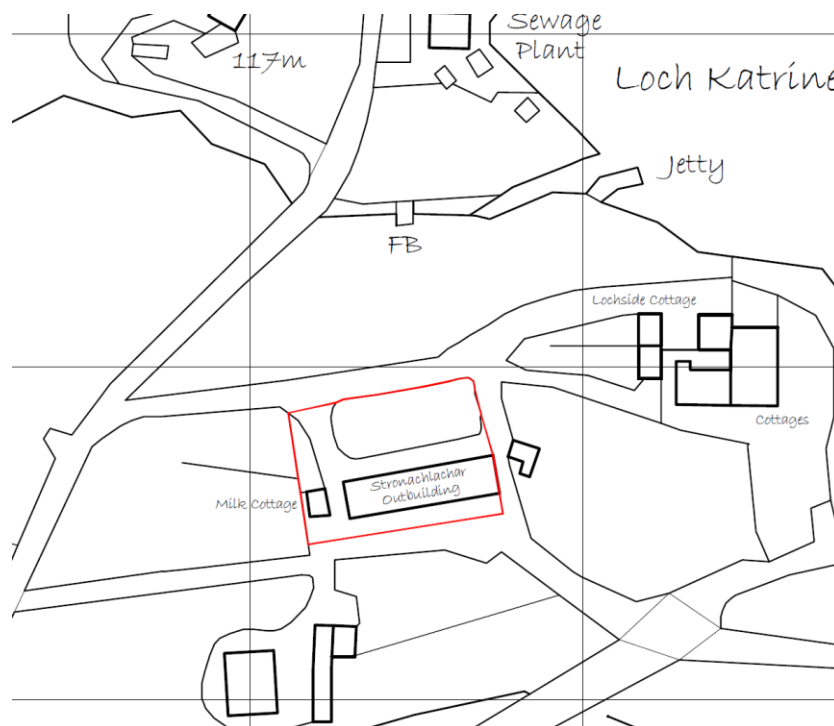 Sewage
Plant
117m
Loch Katrine
Jetty
FB
Lochside Cottage
Cottages
Stronachlachar
Outbuilding
Milk Cottage